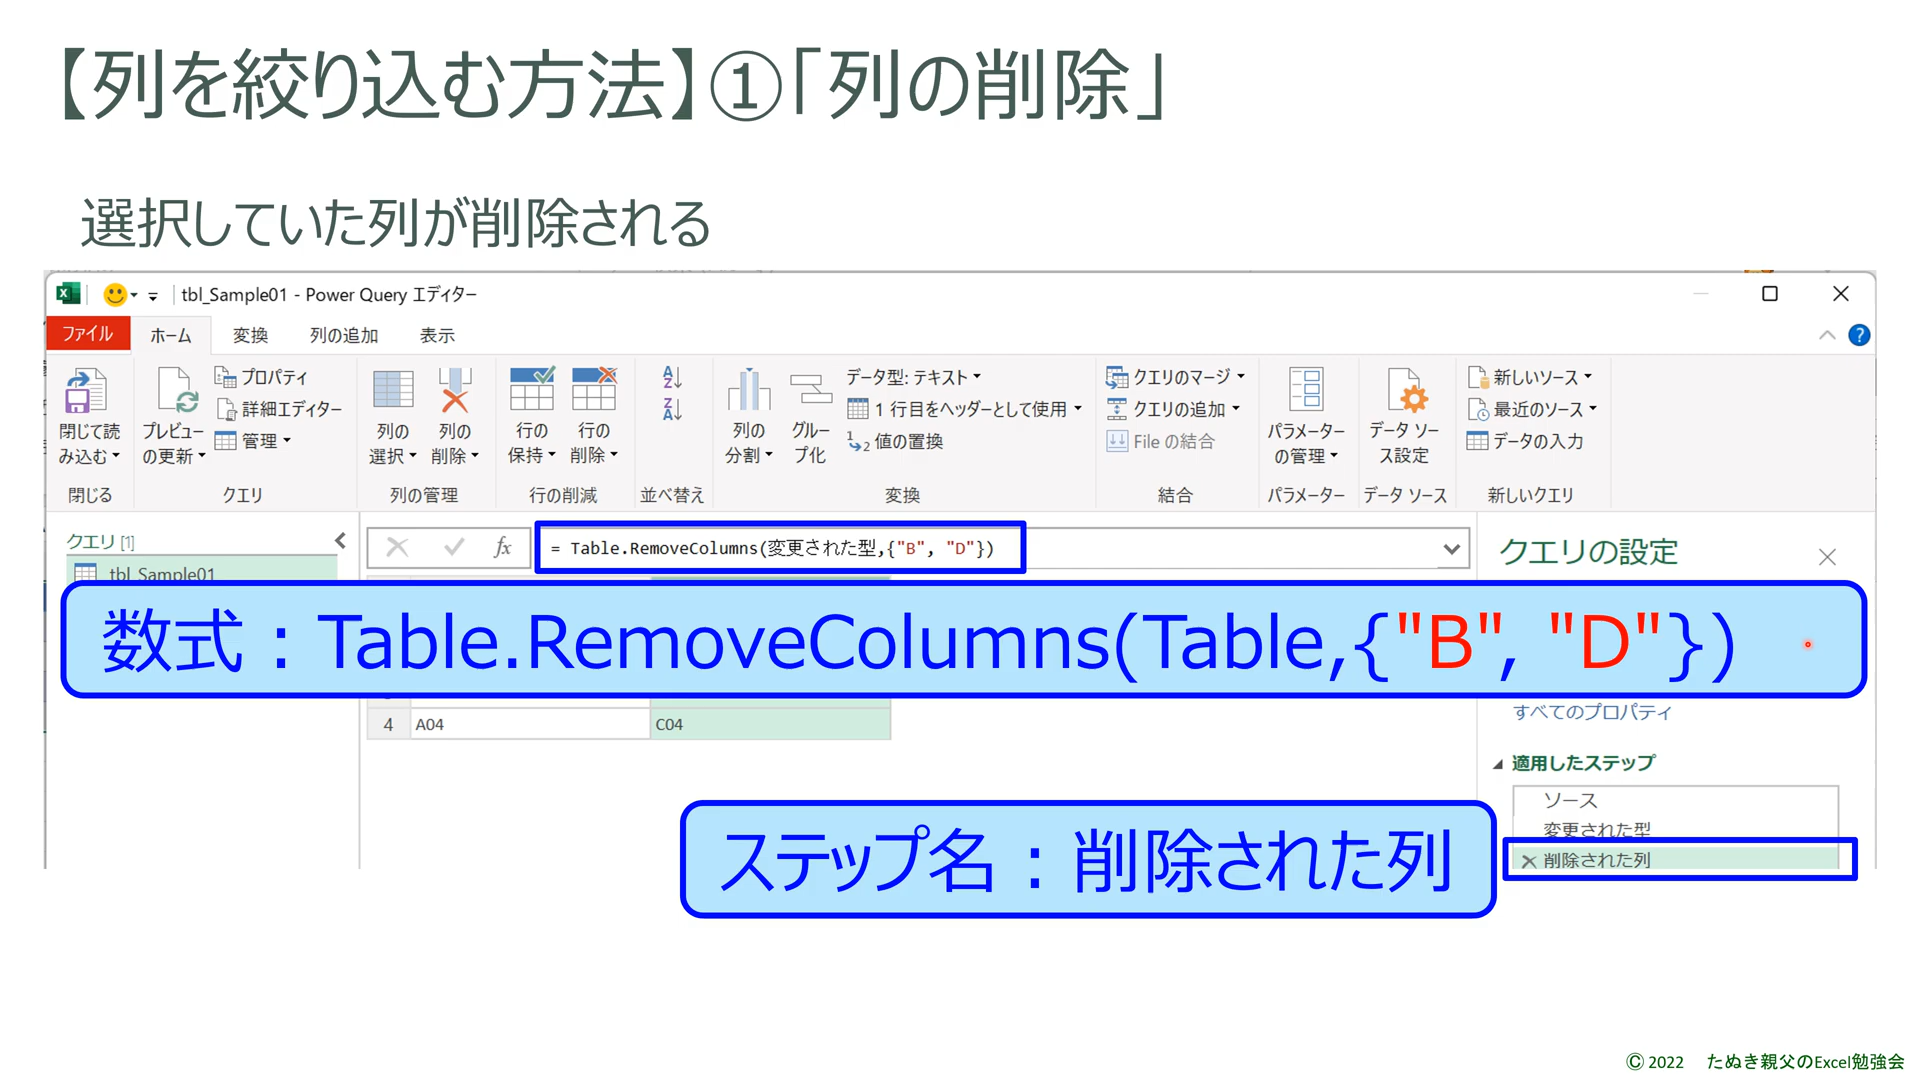 【列を絞り込む方法】①「列の削除」
選択していた列が削除される
tbl_Sample01 - Power Query エディター
ファイル ホーム 変換 列の追加 表示
閉じて読み込む
プレビューの更新
プロパティ
詳細エディター
管理
列の選択
列の削除
行の保持
行の削除
列の分割
グループ化
データ型: テキスト
1 行目をヘッダーとして使用
値の置換
クエリのマージ
クエリの追加
File の結合
パラメーターの管理
データ ソース設定
新しいソース
最近のソース
データの入力
閉じる クエリ 列の管理 行の削減 並べ替え 変換 結合 パラメーター データ ソース 新しいクエリ
クエリ [1]
fx
= Table.RemoveColumns(変更された型,{"B", "D"})
クエリの設定
tbl_Sample01
数式：Table.RemoveColumns(Table,{"B", "D"})
4 A04 C04
すべてのプロパティ
適用したステップ
ソース
変更された型
削除された列
ステップ名：削除された列
© 2022 たぬき親父のExcel勉強会